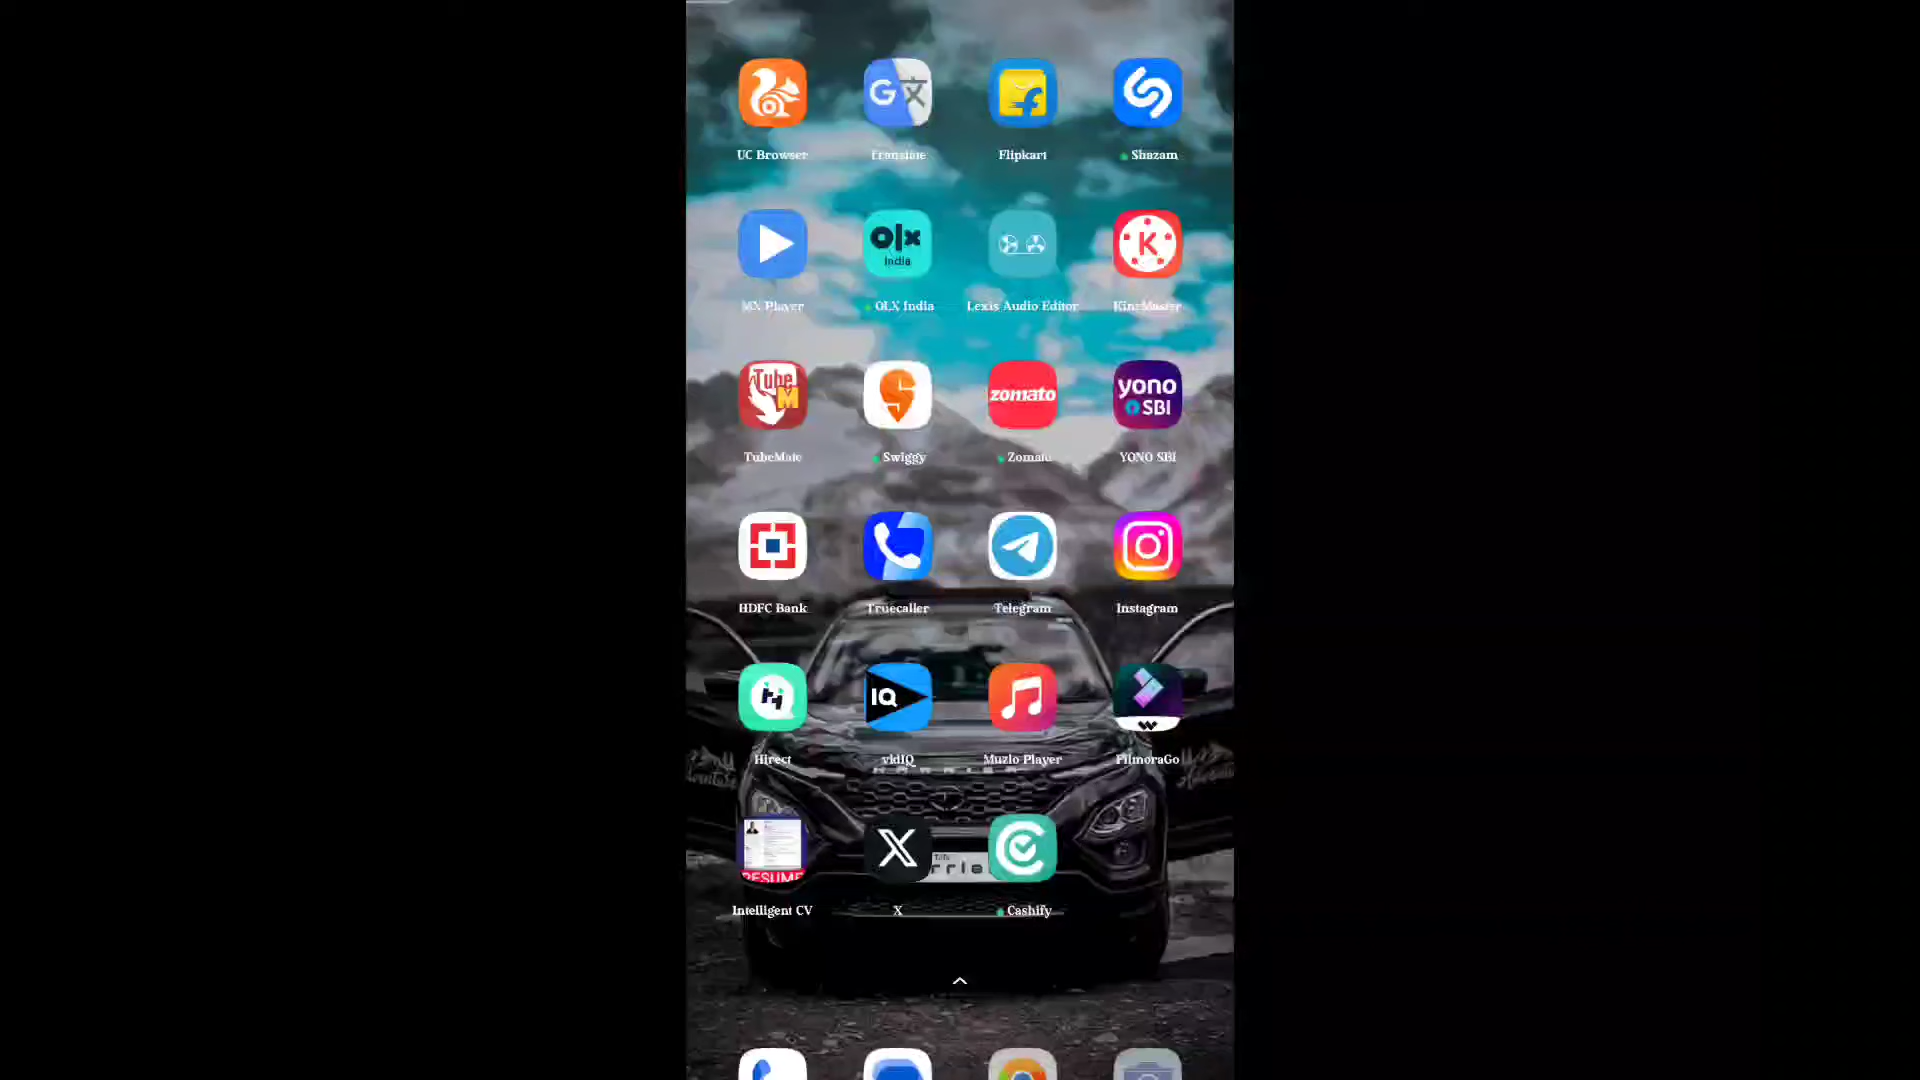 UC Browser
Translate
Flipkart
Shazam
olx
India
K
MX Player
OLX India
Lexis Audio Editor
KineMaster
Tube
M
zomato
yono
SBI
TubeMate
Swiggy
Zomato
YONO SBI
HDFC Bank
Truecaller
Telegram
Instagram
IQ
Hirect
vidIQ
Muzio Player
FilmoraGo
RESUME
Intelligent CV
X
Cashify